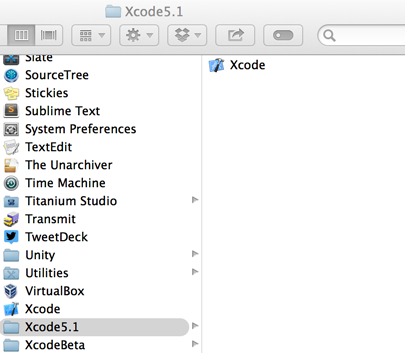 Xcode5.1
Slate
SourceTree
Stickies
Sublime Text
System Preferences
TextEdit
The Unarchiver
Time Machine
Titanium Studio
Transmit
TweetDeck
Unity
Utilities
VirtualBox
Xcode
Xcode5.1
XcodeBeta
Xcode